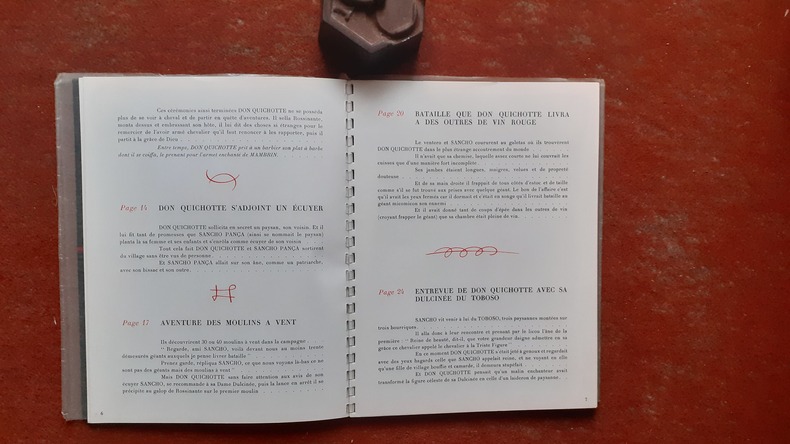 Ces cérémonies ainsi terminées DON QUICHOTTE ne se posséda
plus de se voir à cheval et de partir en quête d'aventures. Il sella Rossinante,
monta dessus et embrassant son hôte, il lui dit des choses si étranges pour le
remercier de l'avoir armé chevalier qu'il faut renoncer à les rapporter, puis il
partit à la grâce de Dieu . .
Entre temps, DON QUICHOTTE prit à un barbier son plat à barbe
dont il se coiffa, le prenant pour l'armet enchanté de MAMBRIN.
Page 14 DON QUICHOTTE S'ADJOINT UN ÉCUYER
DON QUICHOTTE sollicita en secret un paysan, son voisin. Et il
lui fit tant de promesses que SANCHO PANÇA (ainsi se nommait le paysan)
planta là sa femme et ses enfants et s'enrôla comme écuyer de son voisin
Tout cela fait DON QUICHOTTE et SANCHO PANÇA sortirent
du village sans être vus de personne.
Et SANCHO PANÇA allait sur son âne, comme un patriarche,
avec son bissac et son outre.
Page 17 AVENTURE DES MOULINS A VENT
Ils découvrirent 30 ou 40 moulins à vent dans la campagne
" Regarde, ami SANCHO, voilà devant nous au moins trente
démesurés géants auxquels je pense livrer bataille "
Prenez garde, réplique SANCHO, ce que nous voyons là-bas ce ne
sont pas des géants mais des moulins à vent "
Mais DON QUICHOTTE sans faire attention aux avis de son
écuyer SANCHO, se recommande à sa Dame Dulcinée, puis la lance en arrêt il se
précipite au galop de Rossinante sur le premier moulin
6
Page 20 BATAILLE QUE DON QUICHOTTE LIVRA
A DES OUTRES DE VIN ROUGE
Le ventero et SANCHO coururent au galetas où ils trouvèrent
DON QUICHOTTE dans le plus étrange accoutrement du monde
Il n'avait que sa chemise, laquelle assez courte ne lui couvrait les
cuisses que d'une manière fort incomplète.
Ses jambes étaient longues, maigres, velues et de propreté
douteuse
Et de sa main droite il frappait de tous côtés d'estoc et de taille
comme s'il se fut trouvé aux prises avec quelque géant. Le bon de l'affaire c'est
qu'il avait les yeux fermés car il dormait et c'était en songe qu'il livrait bataille au
géant micomicon son ennemi
Et il avait donné tant de coups d'épée dans les outres de vin
(croyant frapper le géant) que sa chambre était pleine de vin
Page 24 ENTREVUE DE DON QUICHOTTE AVEC SA
DULCINÉE DU TOBOSO
SANCHO vit venir à lui du TOBOSO, trois paysannes montées sur
trois bourriques.
Il alla donc à leur rencontre et prenant par le licou l'âne de la
première : " Reine de beauté, dit-il, que votre grandeur daigne admettre en sa
grâce ce chevalier appelé le chevalier à la Triste Figure "
En ce moment DON QUICHOTTE s'était jeté à genoux et regardait
avec des yeux hagards celle que SANCHO appelait reine, et ne voyant en elle
qu'une fille de village bouffie et camarde, il demeura stupéfait.
Et DON QUICHOTTE pensait qu'un malin enchanteur avait
transformé la figure céleste de sa Dulcinée en celle d'un laideron de paysanne.
7